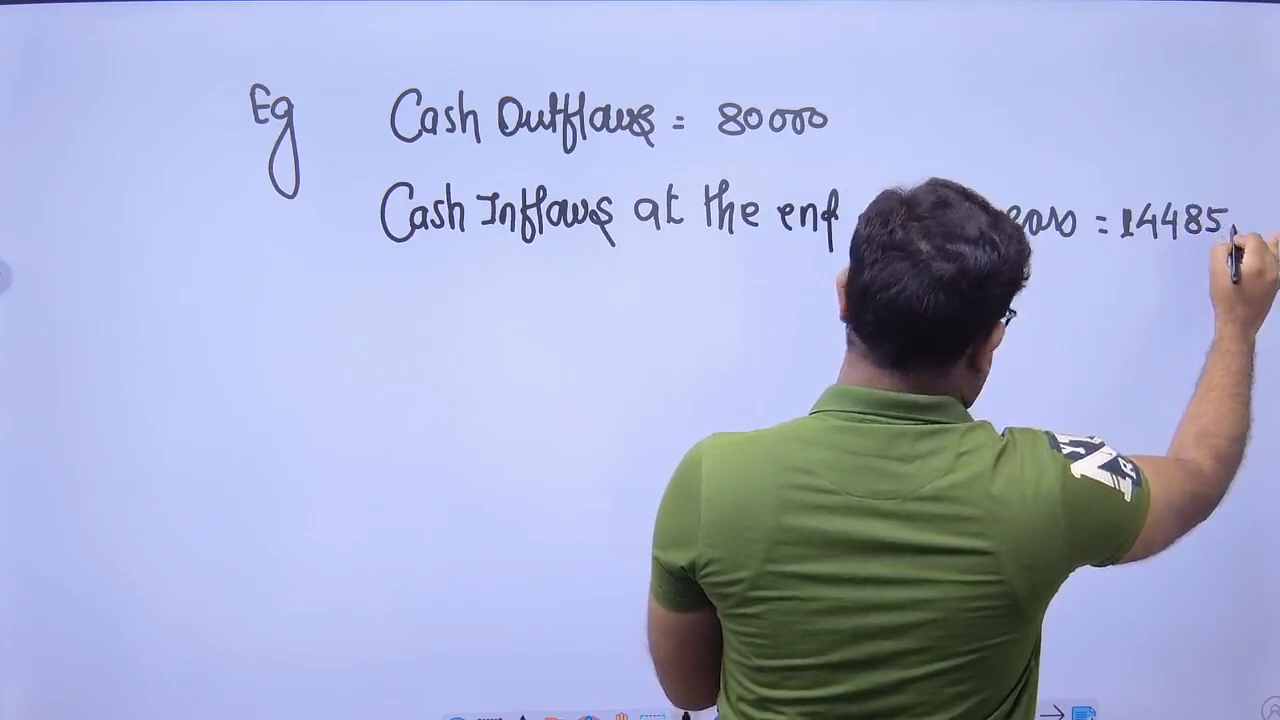 Eg Cash Outflows = 80000
Cash Inflows at the end = 14485